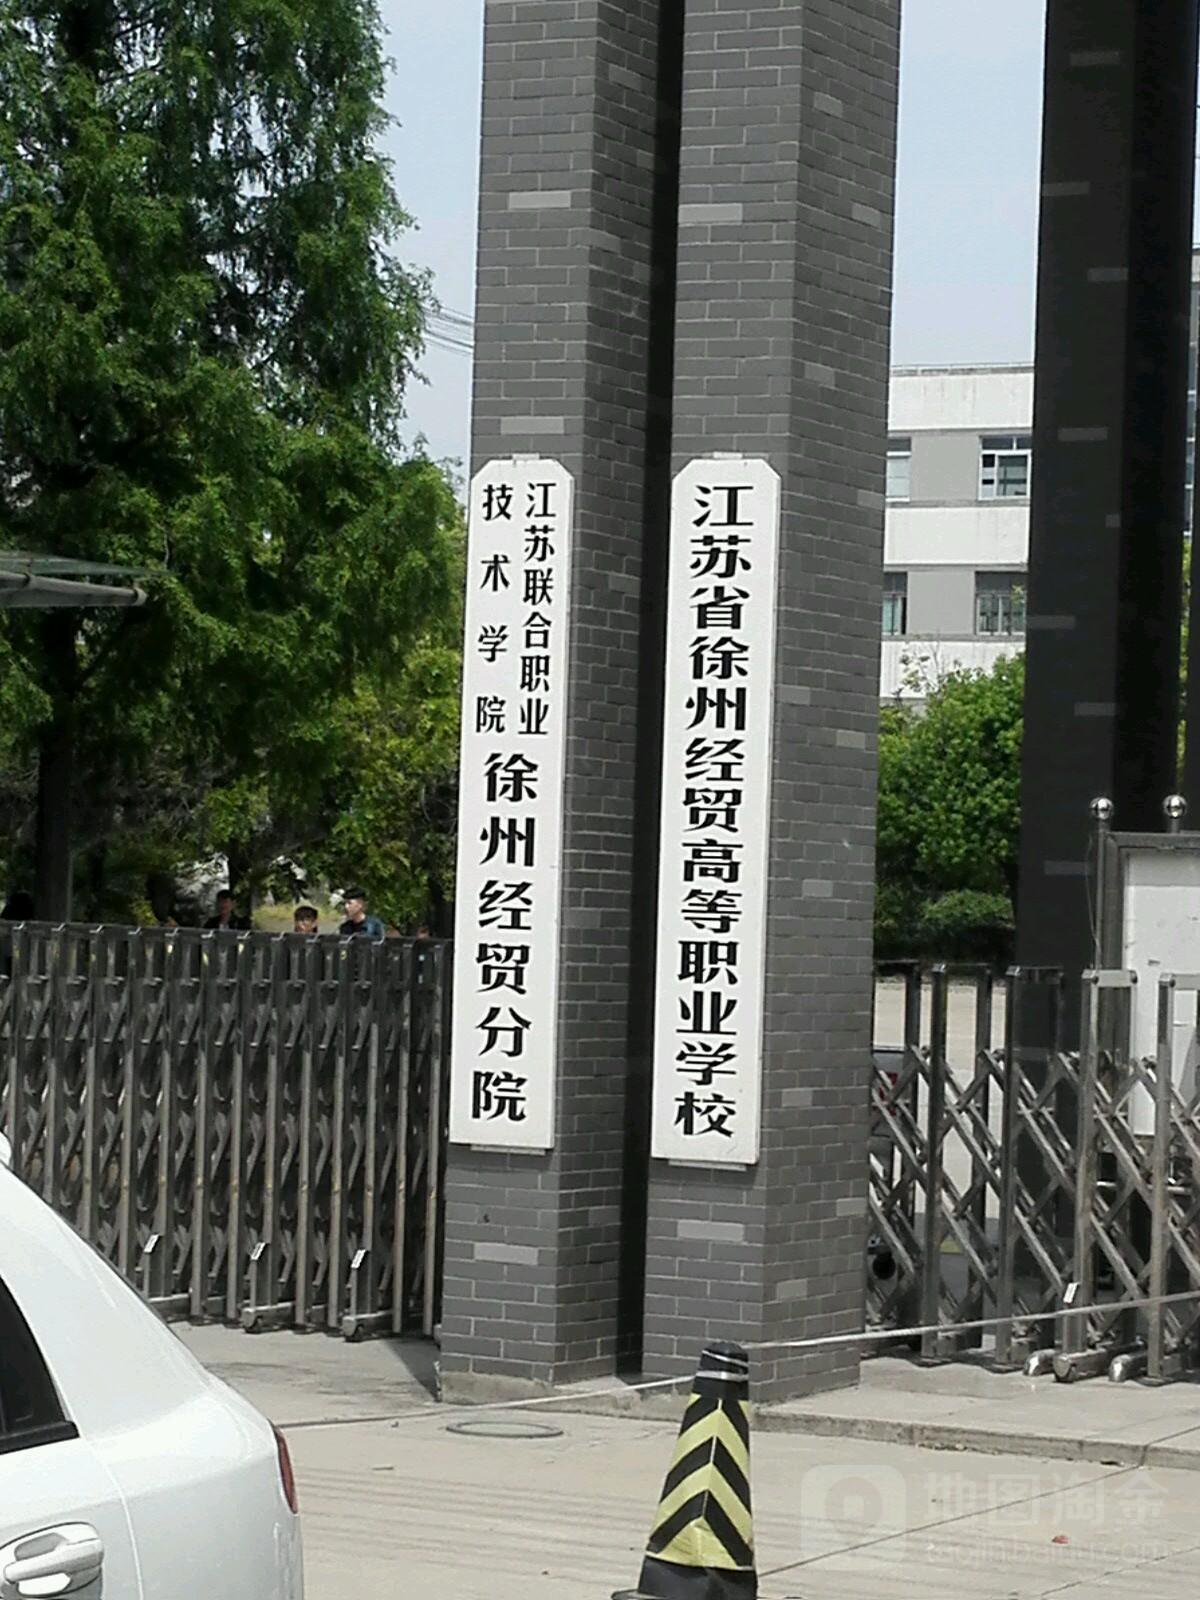 江苏联合职业
技术学院
徐州经贸分院
江苏省徐州经贸高等职业学校
地图淘金